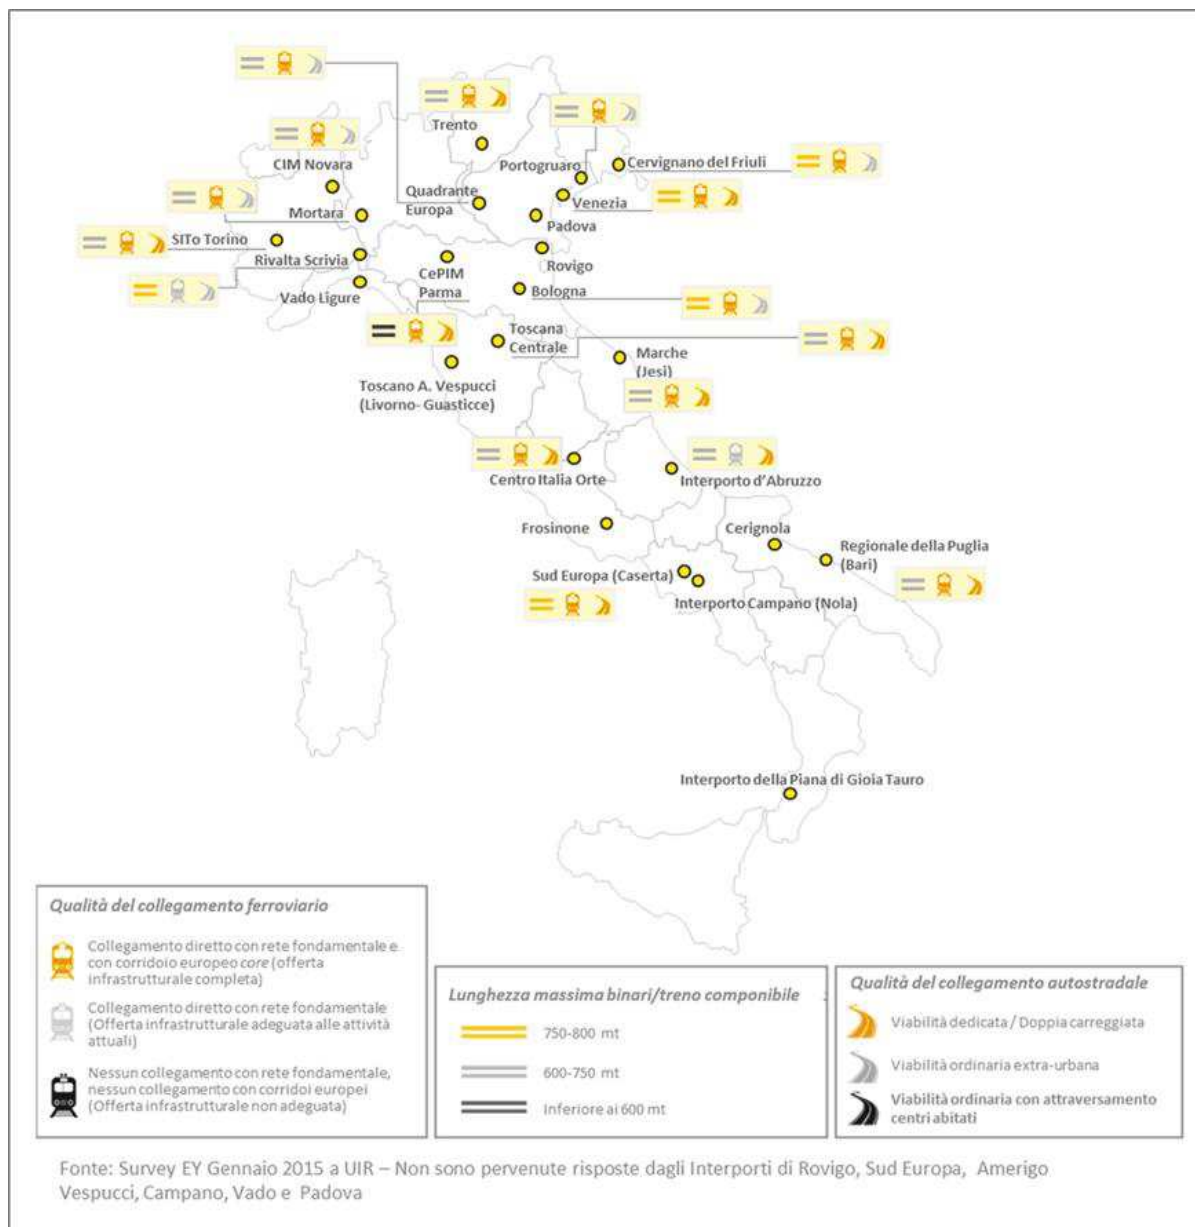 Trento
CIM Novara
Portogruaro
Cervignano del Friuli
Quadrante
Europa
Venezia
Mortara
Padova
SITo Torino
Rivalta Scrivia
CePIM
Parma
Rovigo
Vado Ligure
Bologna
Toscana
Centrale
Marche
(Jesi)
Toscano A. Vespucci
(Livorno- Guasticce)
Centro Italia Orte
Interporto d'Abruzzo
Frosinone
Cerignola
Regionale della Puglia
(Bari)
Sud Europa (Caserta)
Interporto Campano (Nola)
Interporto della Piana di Gioia Tauro
Qualità del collegamento ferroviario
Collegamento diretto con rete fondamentale e
con corridoio europeo core (offerta
infrastrutturale completa)
Collegamento diretto con rete fondamentale
(Offerta infrastrutturale adeguata alle attività
attuali)
Nessun collegamento con rete fondamentale,
nessun collegamento con corridoi europei
(Offerta infrastrutturale non adeguata)
Lunghezza massima binari/treno componibile :
750-800 mt
600-750 mt
Inferiore ai 600 mt
Qualità del collegamento autostradale
Viabilità dedicata / Doppia carreggiata
Viabilità ordinaria extra-urbana
Viabilità ordinaria con attraversamento
centri abitati
Fonte: Survey EY Gennaio 2015 a UIR – Non sono pervenute risposte dagli Interporti di Rovigo, Sud Europa, Amerigo
Vespucci, Campano, Vado e Padova